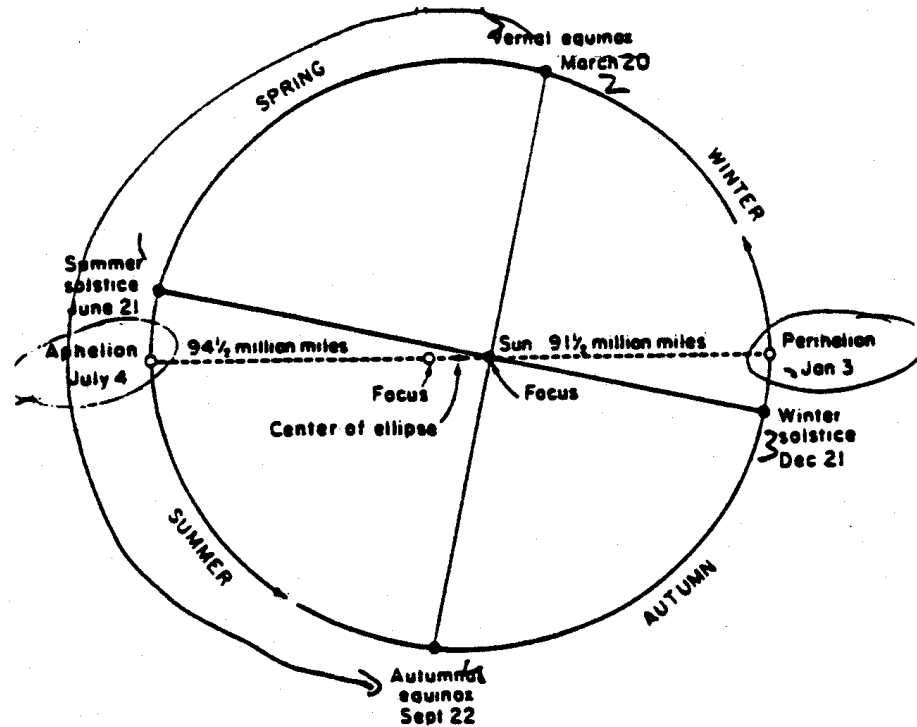 Vernal equinox
March 20
2
SPRING
WINTER
Summer
solstice
June 21
Aphelion
July 4
94½ million miles
Sun
91½ million miles
Perihelion
Jan 3
Focus
Focus
Center of ellipse
Winter
solstice
Dec 21
3
SUMMER
AUTUMN
Autumnal
equinox
Sept 22